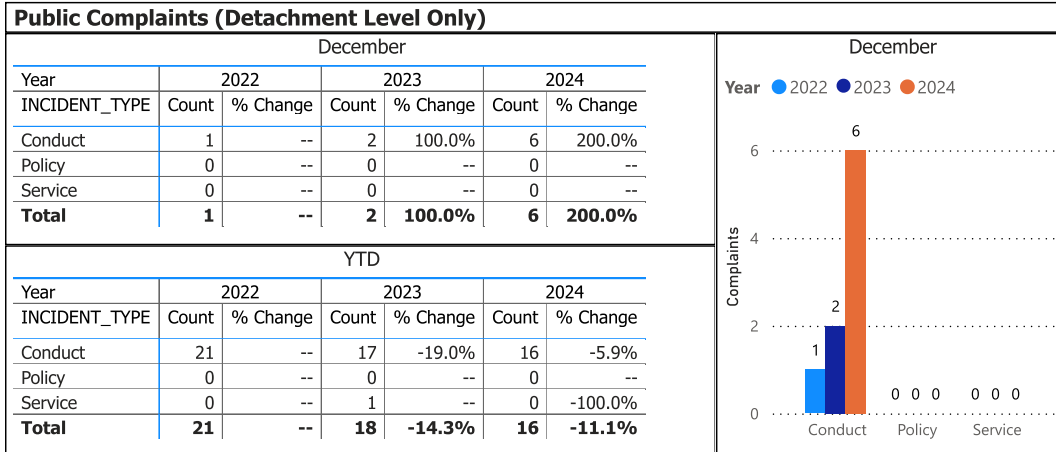 Public Complaints (Detachment Level Only)
December
Year 2022 2023 2024
INCIDENT_TYPE Count % Change Count % Change Count % Change
Conduct 1 -- 2 100.0% 6 200.0%
Policy 0 -- 0 -- 0 --
Service 0 -- 0 -- 0 --
Total 1 -- 2 100.0% 6 200.0%
YTD
Year 2022 2023 2024
INCIDENT_TYPE Count % Change Count % Change Count % Change
Conduct 21 -- 17 -19.0% 16 -5.9%
Policy 0 -- 0 -- 0 --
Service 0 -- 1 -- 0 -100.0%
Total 21 -- 18 -14.3% 16 -11.1%
December
Year 2022 2023 2024
6
6
4
Complaints
2
2
1
0 0 0 0 0 0
0
Conduct Policy Service